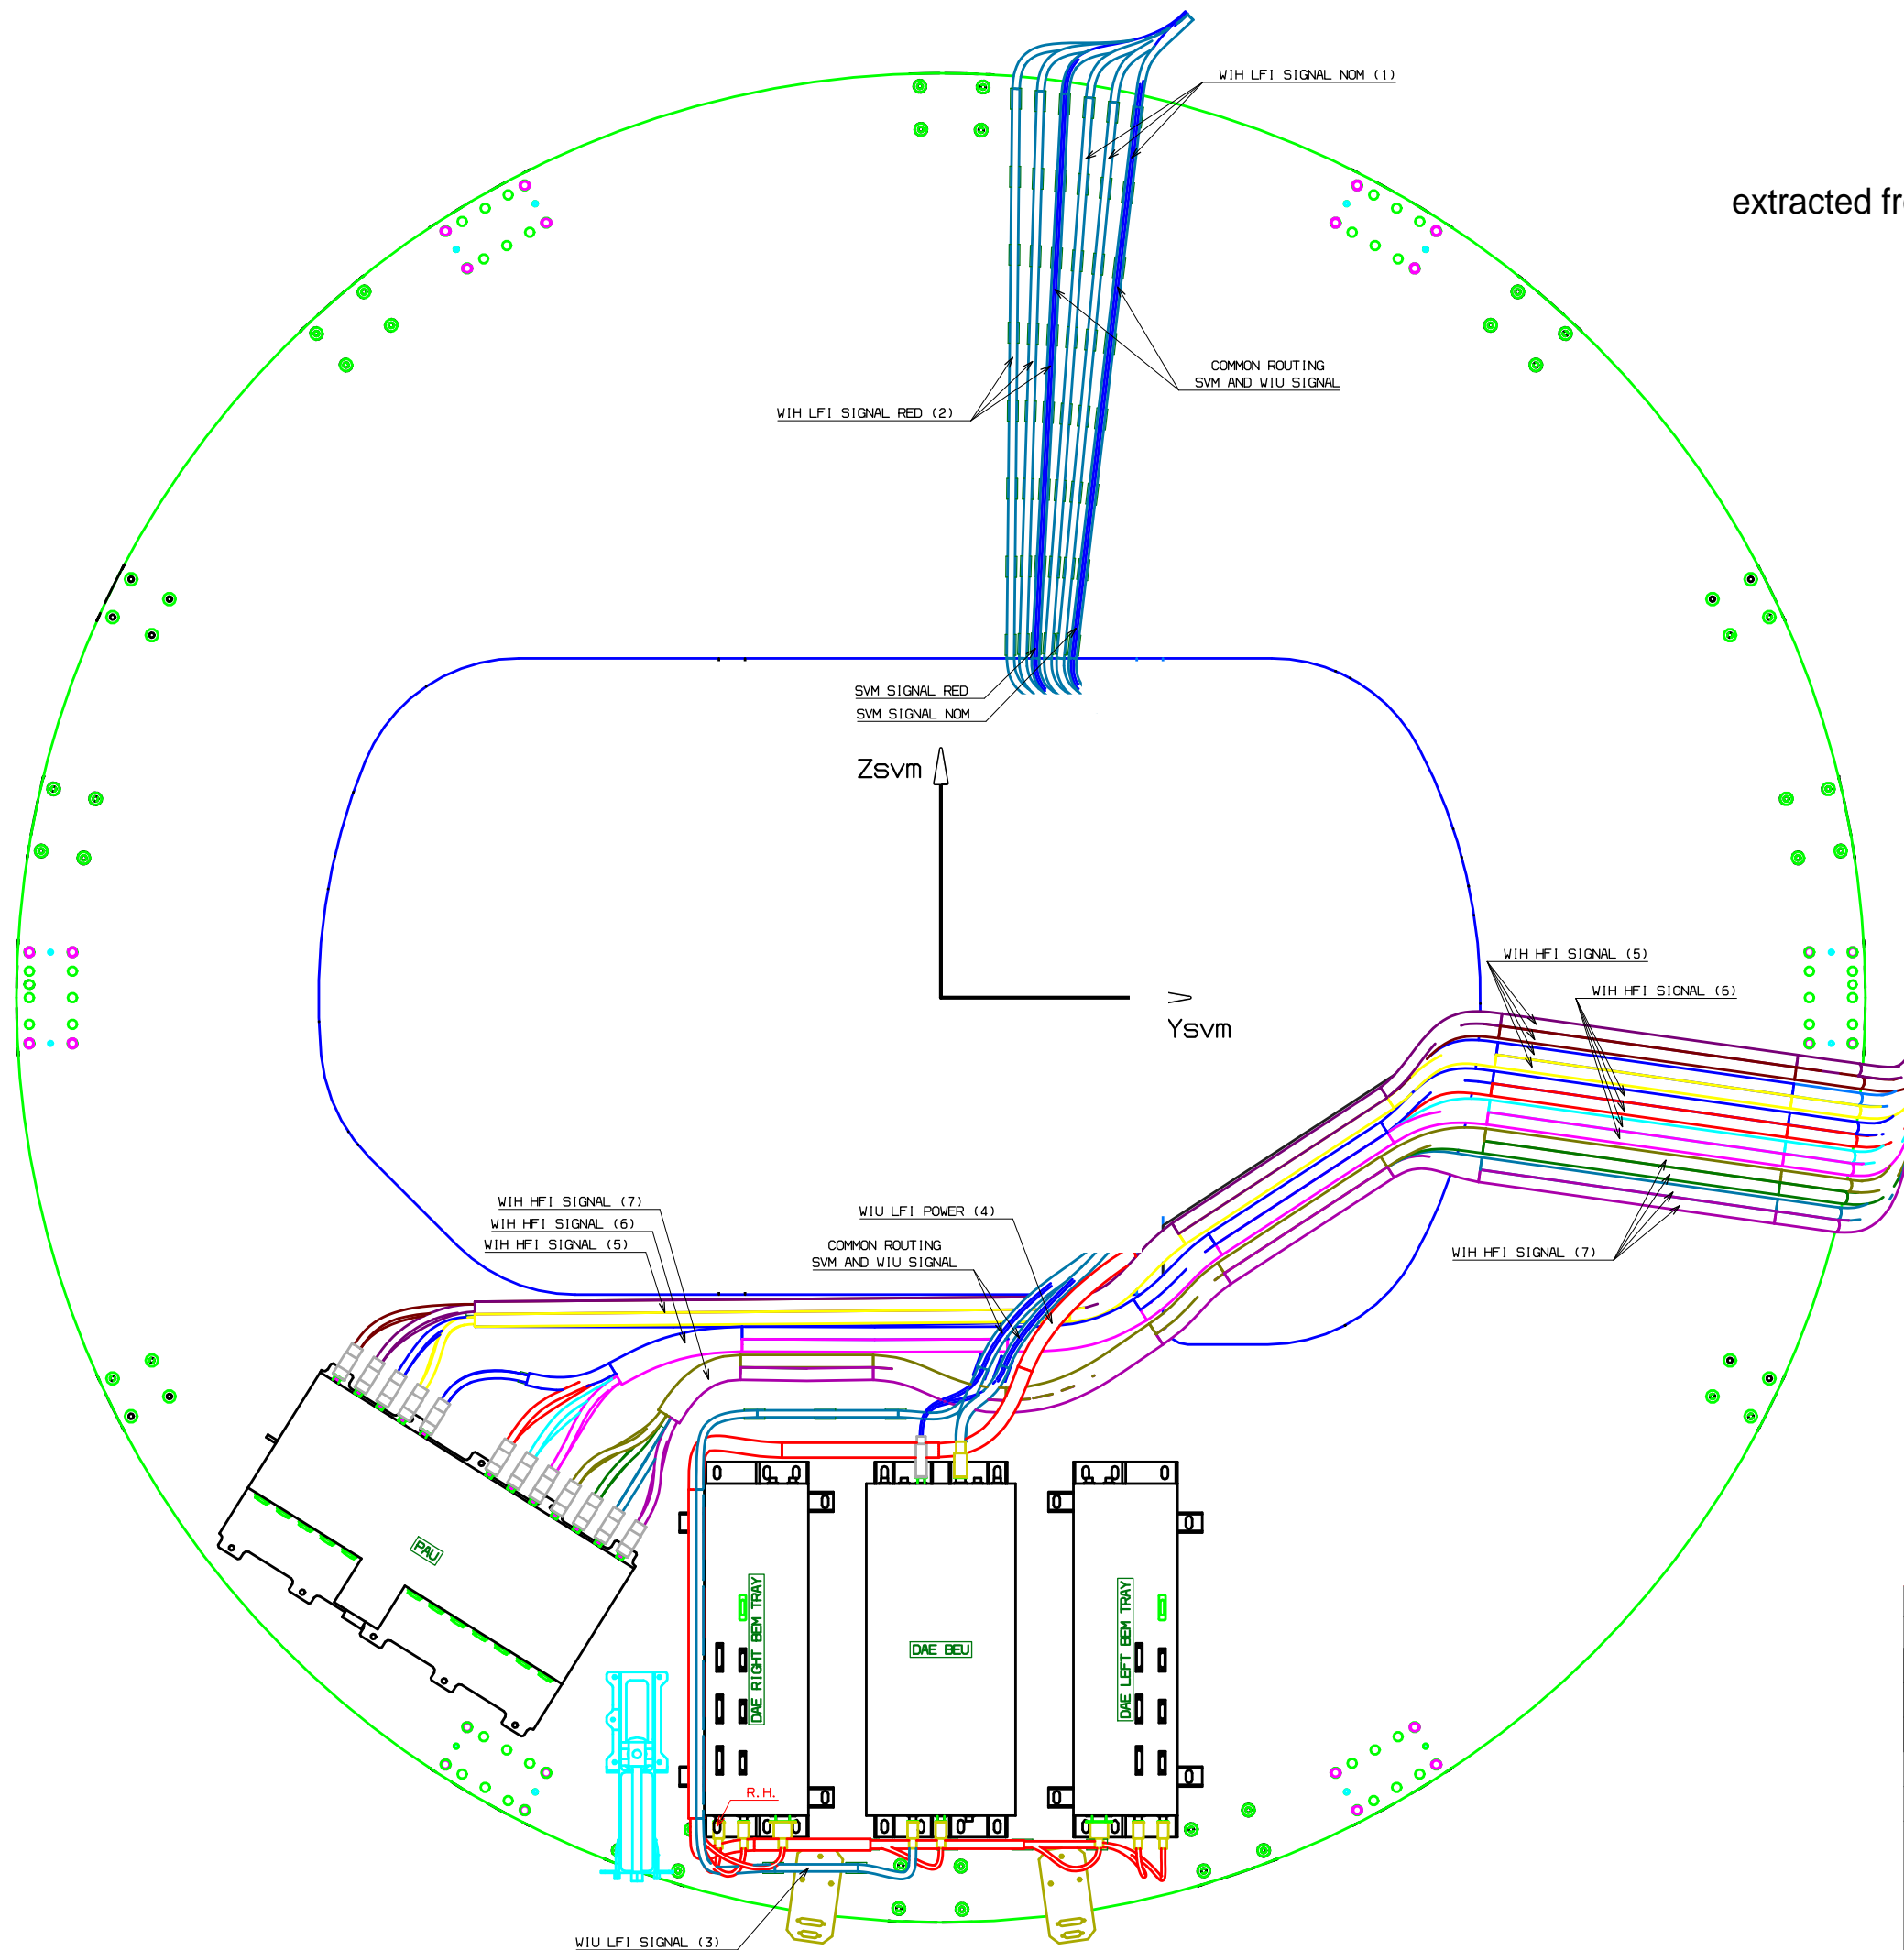 WIH LFI SIGNAL NOM (1)
extracted
COMMON ROUTING
SVM AND WIU SIGNAL
WIH LFI SIGNAL RED (2)
SVM SIGNAL RED
SVM SIGNAL NOM
Zsvm
Ysvm
WIH HFI SIGNAL (5)
WIH HFI SIGNAL (6)
WIH HFI SIGNAL (7)
WIH HFI SIGNAL (6)
WIH HFI SIGNAL (5)
WIU LFI POWER (4)
COMMON ROUTING
SVM AND WIU SIGNAL
WIH HFI SIGNAL (7)
PAU
DAE RIGHT BEM TRAY
DAE BEU
DAE LEFT BEM TRAY
R.H.
WIU LFI SIGNAL (3)